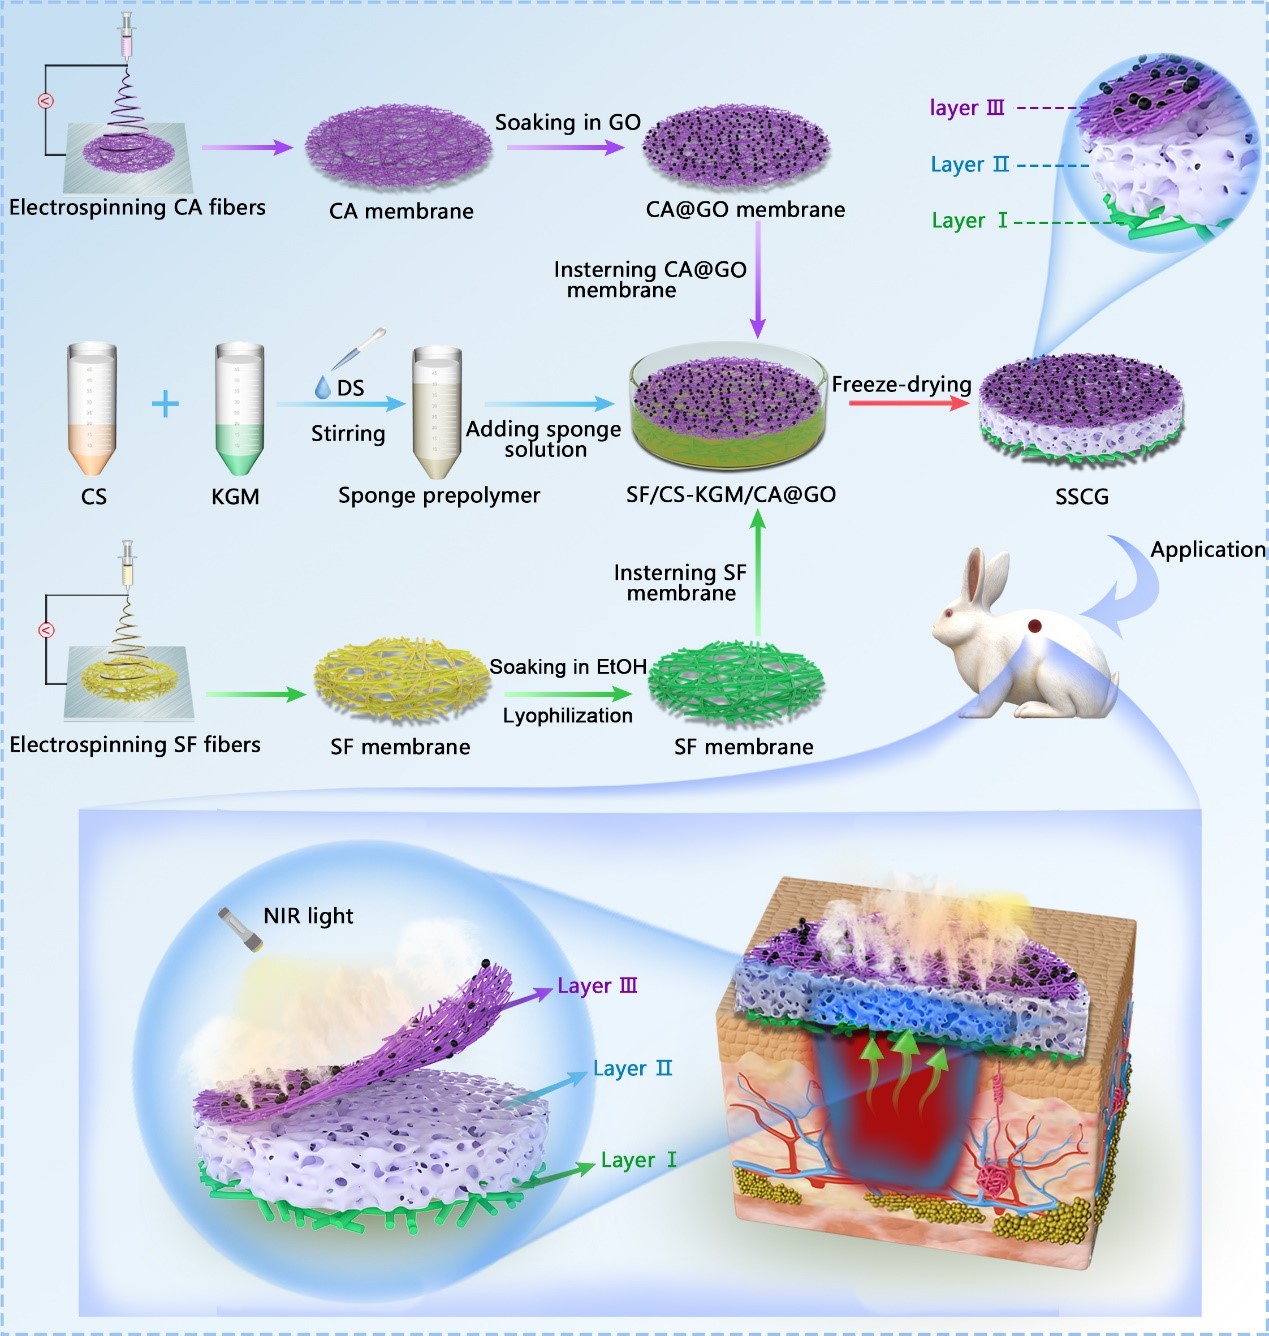 Electrospinning CA fibers
CA membrane
Soaking in GO
CA@GO membrane
layer Ⅲ
Layer Ⅱ
Layer Ⅰ
Insterning CA@GO
membrane
CS
+
KGM
DS
Stirring
Sponge prepolymer
Adding sponge
solution
SF/CS-KGM/CA@GO
Freeze-drying
SSCG
V
V
Electrospinning SF fibers
SF membrane
Soaking in EtOH
Lyophilization
SF membrane
Insterning SF
membrane
Application
NIR light
Layer Ⅲ
Layer Ⅱ
Layer Ⅰ